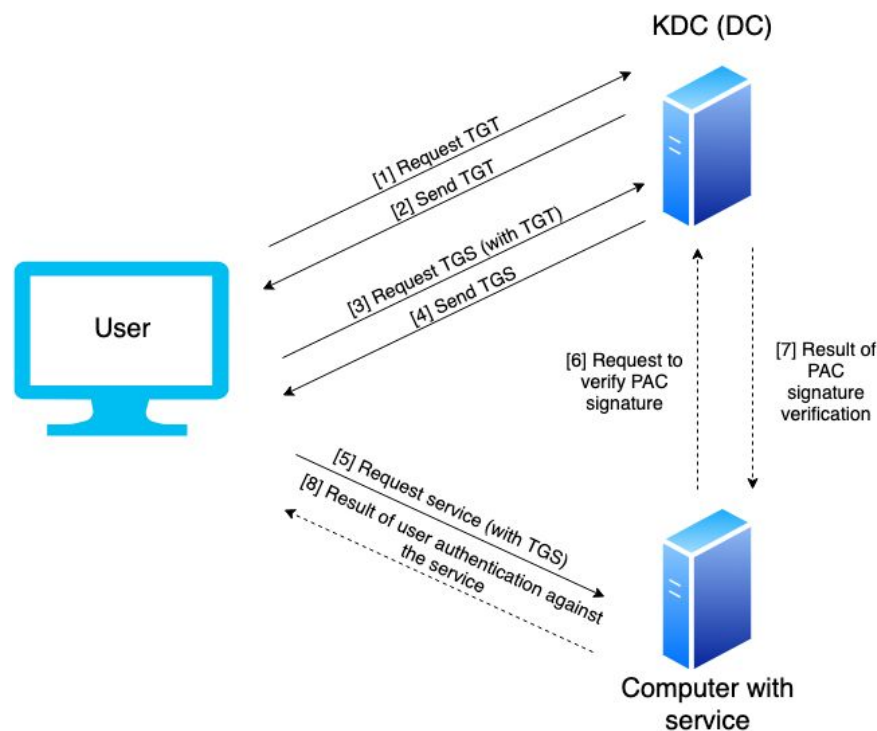 KDC (DC)
[1] Request TGT
[2] Send TGT
[3] Request TGS (with TGT)
[4] Send TGS
User
[6] Request to
verify PAC
signature
[7] Result of
PAC
signature
verification
[5] Request service (with TGS)
[8] Result of user authentication against
the service
Computer with
service